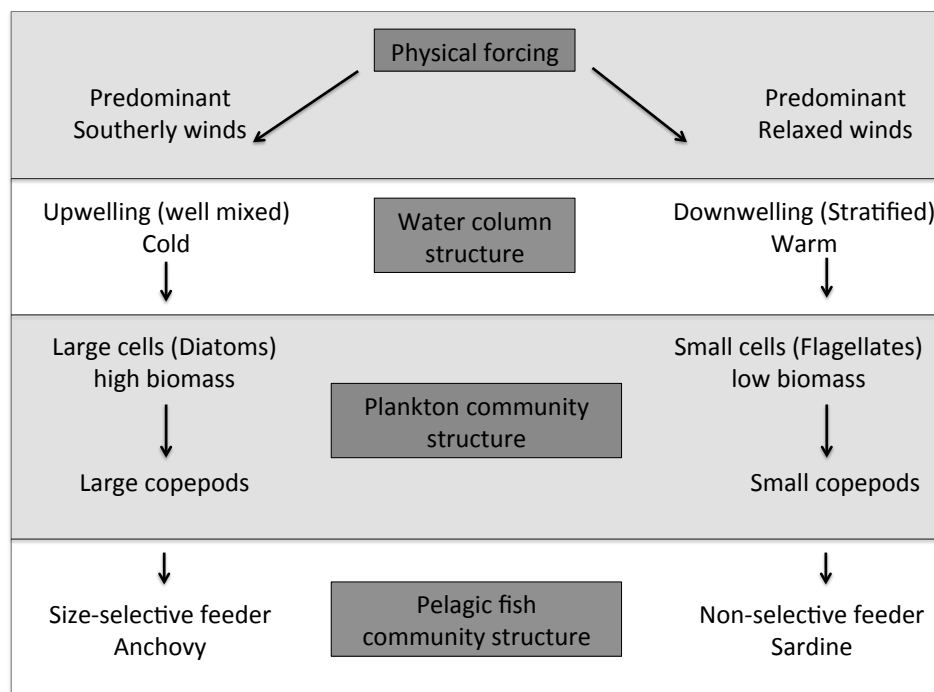 Physical forcing
Predominant
Southerly winds
Predominant
Relaxed winds
Upwelling (well mixed)
Cold
Water column
structure
Downwelling (Stratified)
Warm
Large cells (Diatoms)
high biomass
Small cells (Flagellates)
low biomass
Plankton community
structure
Large copepods
Small copepods
Size-selective feeder
Anchovy
Pelagic fish
community structure
Non-selective feeder
Sardine